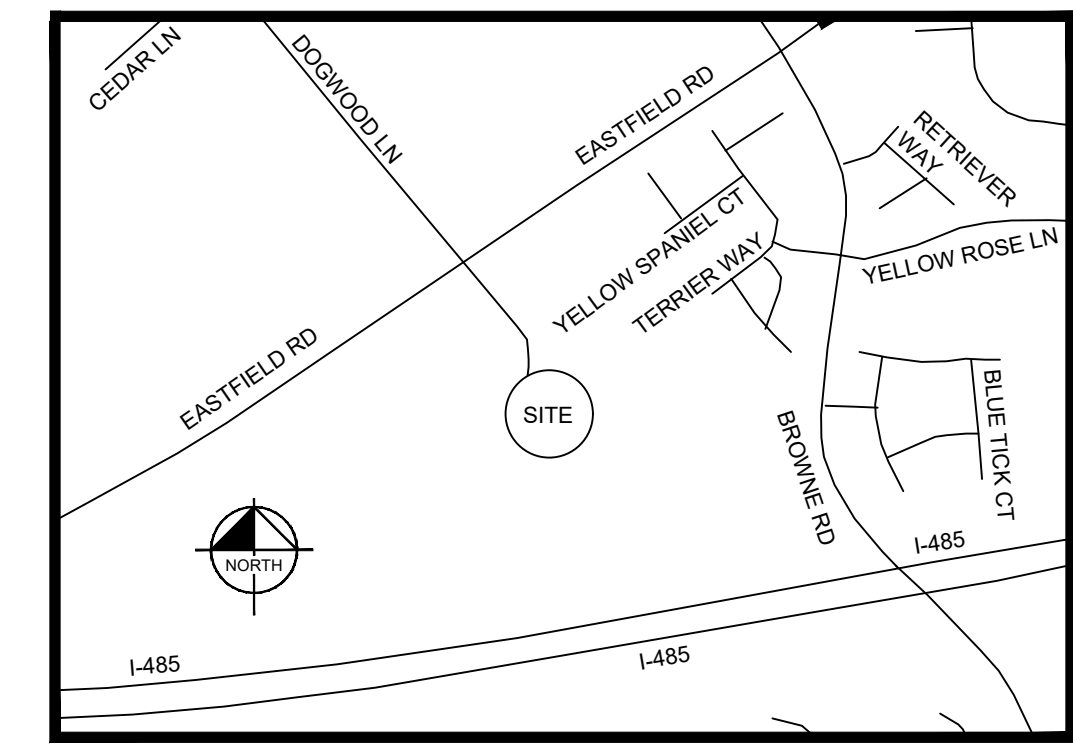 CEDAR LN
DOGWOOD LN
EASTFIELD RD
RETRIEVER
WAY
YELLOW SPANIEL CT
TERRIER WAY
YELLOW ROSE LN
EASTFIELD RD
SITE
BLUE TICK CT
BROWNE RD
NORTH
I-485
I-485
I-485